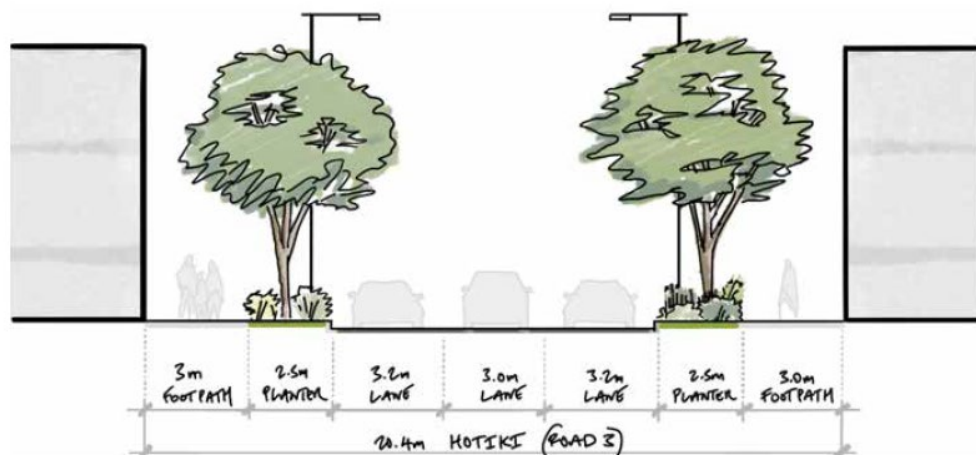 3m 2.5m 3.2m 3.0m 3.2m 2.5m 3.0m
FOOTPATH PLANTER LANE LANE LANE PLANTER FOOTPATH
20.4m HOTIKI (ROAD 3)